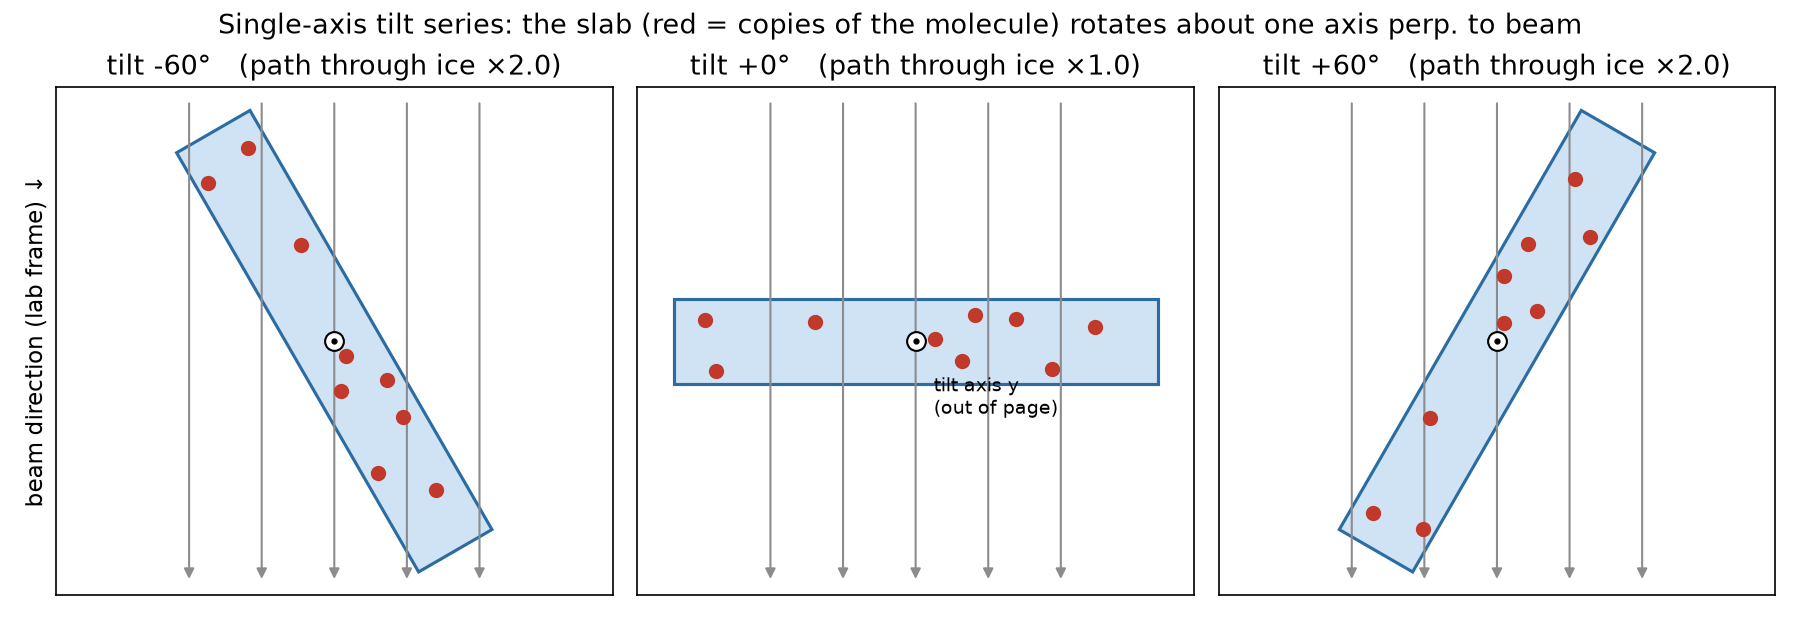 Single-axis tilt series: the slab (red = copies of the molecule) rotates about one axis perp. to beam
tilt -60° (path through ice ×2.0)
tilt +0° (path through ice ×1.0)
tilt +60° (path through ice ×2.0)
beam direction (lab frame) ↓
tilt axis y
(out of page)